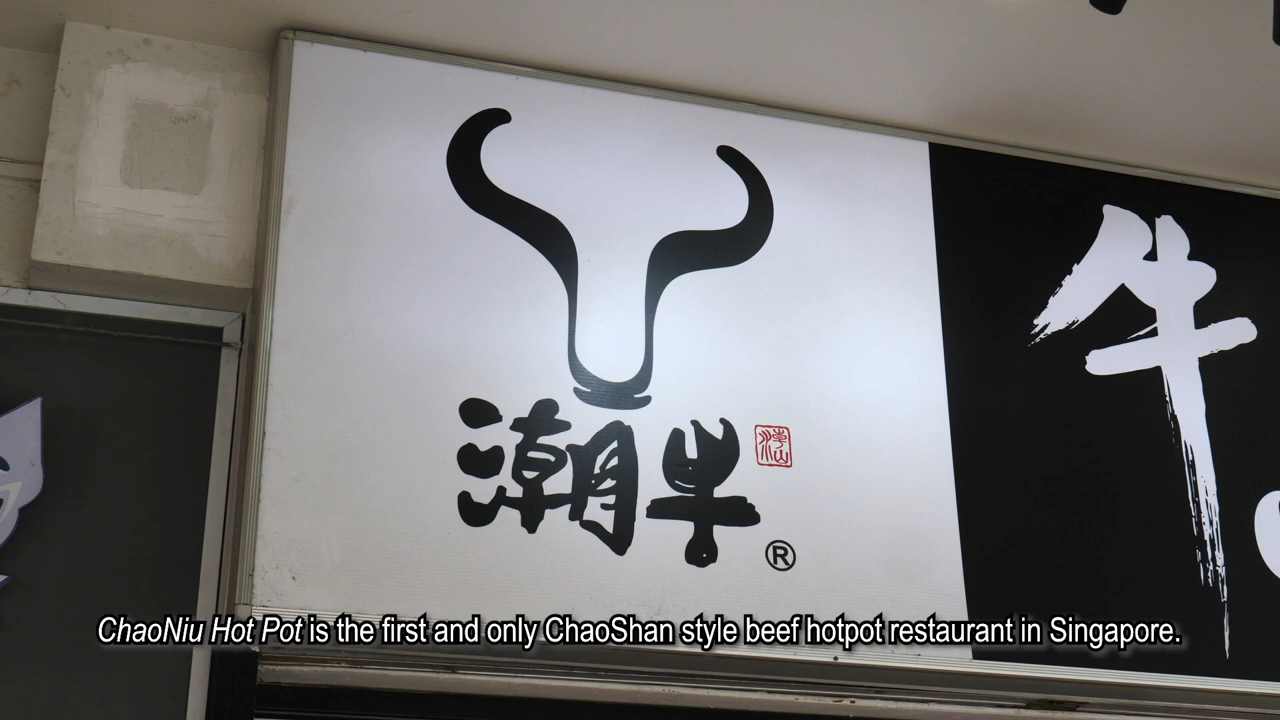 潮牛
®
牛
ChaoNiu Hot Pot is the first and only ChaoShan style beef hotpot restaurant in Singapore.